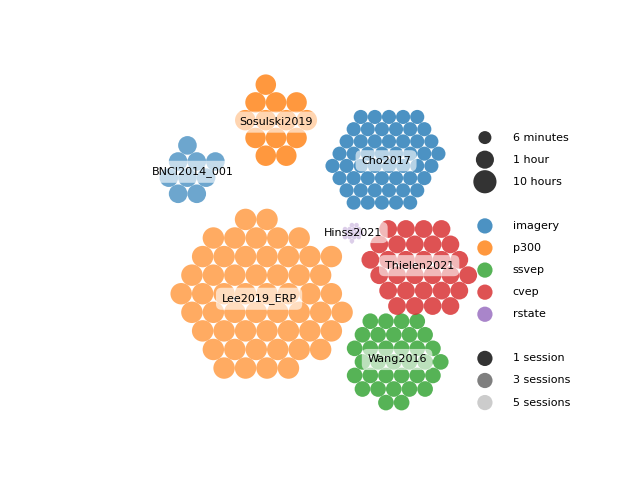 Sosulski2019
BNCI2014_001
Cho2017
Hinss2021
Thielen2021
Lee2019_ERP
Wang2016
6 minutes
1 hour
10 hours
imagery
p300
ssvep
cvep
rstate
1 session
3 sessions
5 sessions